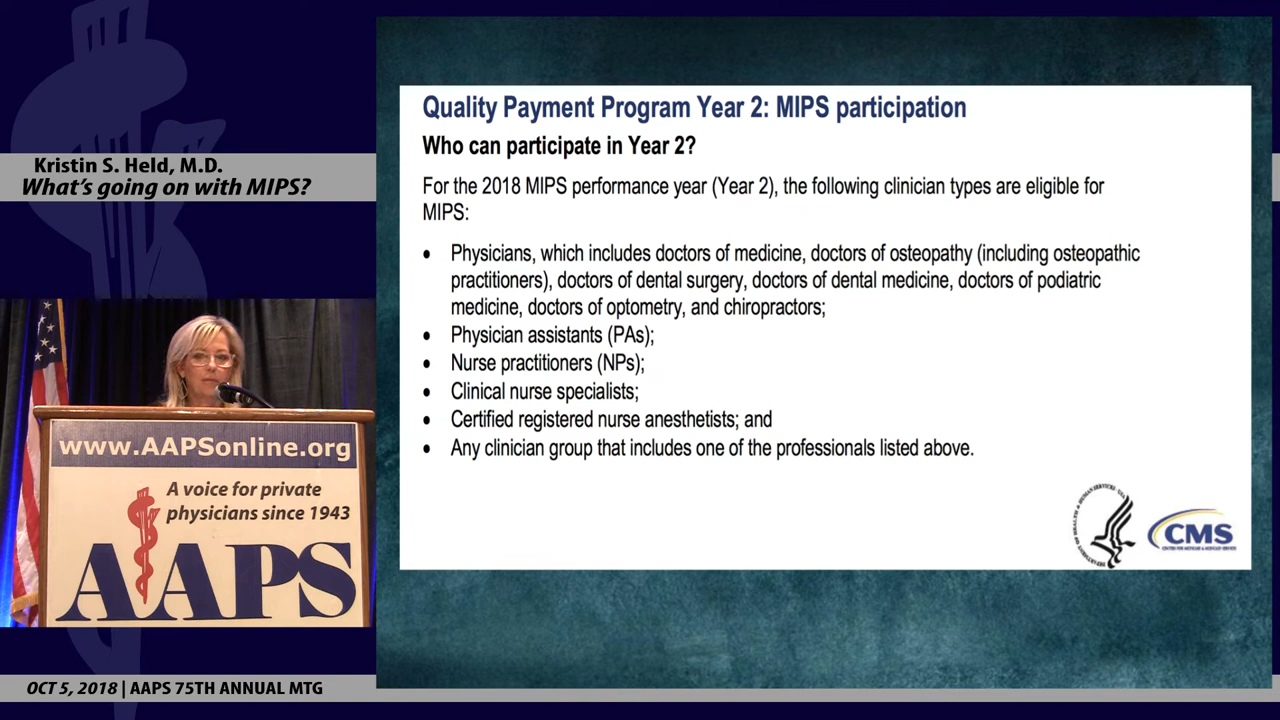 Kristin S. Held, M.D.
What's going on with MIPS?
www.AAPSonline.org
A voice for private
physicians since 1943
AAPS
OCT 5, 2018 | AAPS 75TH ANNUAL MTG
Quality Payment Program Year 2: MIPS participation
Who can participate in Year 2?
For the 2018 MIPS performance year (Year 2), the following clinician types are eligible for
MIPS:
• Physicians, which includes doctors of medicine, doctors of osteopathy (including osteopathic
practitioners), doctors of dental surgery, doctors of dental medicine, doctors of podiatric
medicine, doctors of optometry, and chiropractors;
• Physician assistants (PAs);
• Nurse practitioners (NPs);
• Clinical nurse specialists;
• Certified registered nurse anesthetists; and
• Any clinician group that includes one of the professionals listed above.
CMS